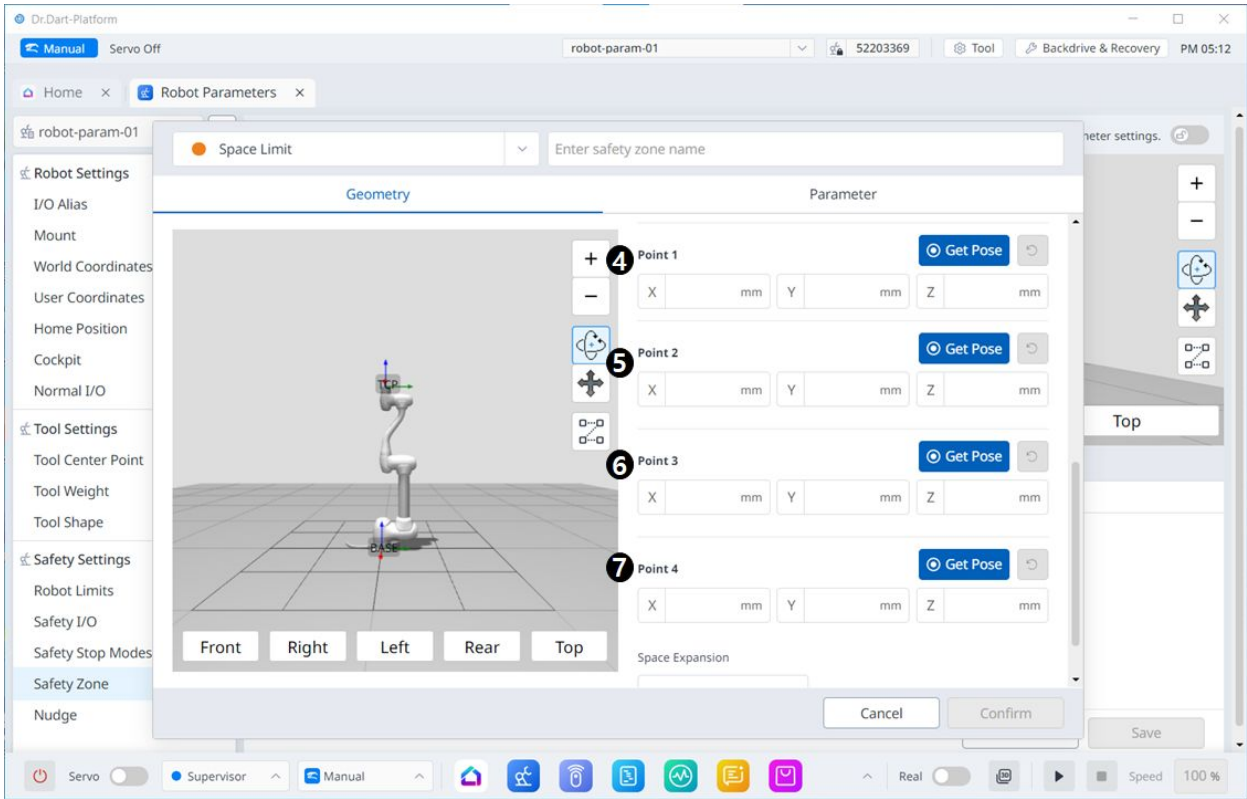 Dr.Dart-Platform
Manual Servo Off robot-param-01 52203369 Tool Backdrive & Recovery PM 05:12
Home × Robot Parameters ×
robot-param-01 neter settings.
Space Limit Enter safety zone name
Robot Settings
Geometry Parameter
I/O Alias
Mount
World Coordinates
User Coordinates
Home Position
Cockpit
Normal I/O
Tool Settings
Tool Center Point
Tool Weight
Tool Shape
Safety Settings
Robot Limits
Safety I/O
Safety Stop Modes
Safety Zone
Nudge
TCP
BASE
Front Right Left Rear Top
4 Point 1 Get Pose
X mm Y mm Z mm
5 Point 2 Get Pose
X mm Y mm Z mm
6 Point 3 Get Pose
X mm Y mm Z mm
7 Point 4 Get Pose
X mm Y mm Z mm
Space Expansion
Cancel Confirm
Top
Save
Servo Supervisor Manual Real 3D Speed 100 %